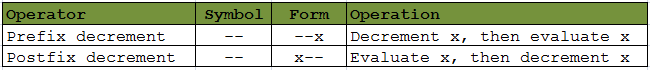 Operator Symbol Form Operation
Prefix decrement -- --x Decrement x, then evaluate x
Postfix decrement -- x-- Evaluate x, then decrement x